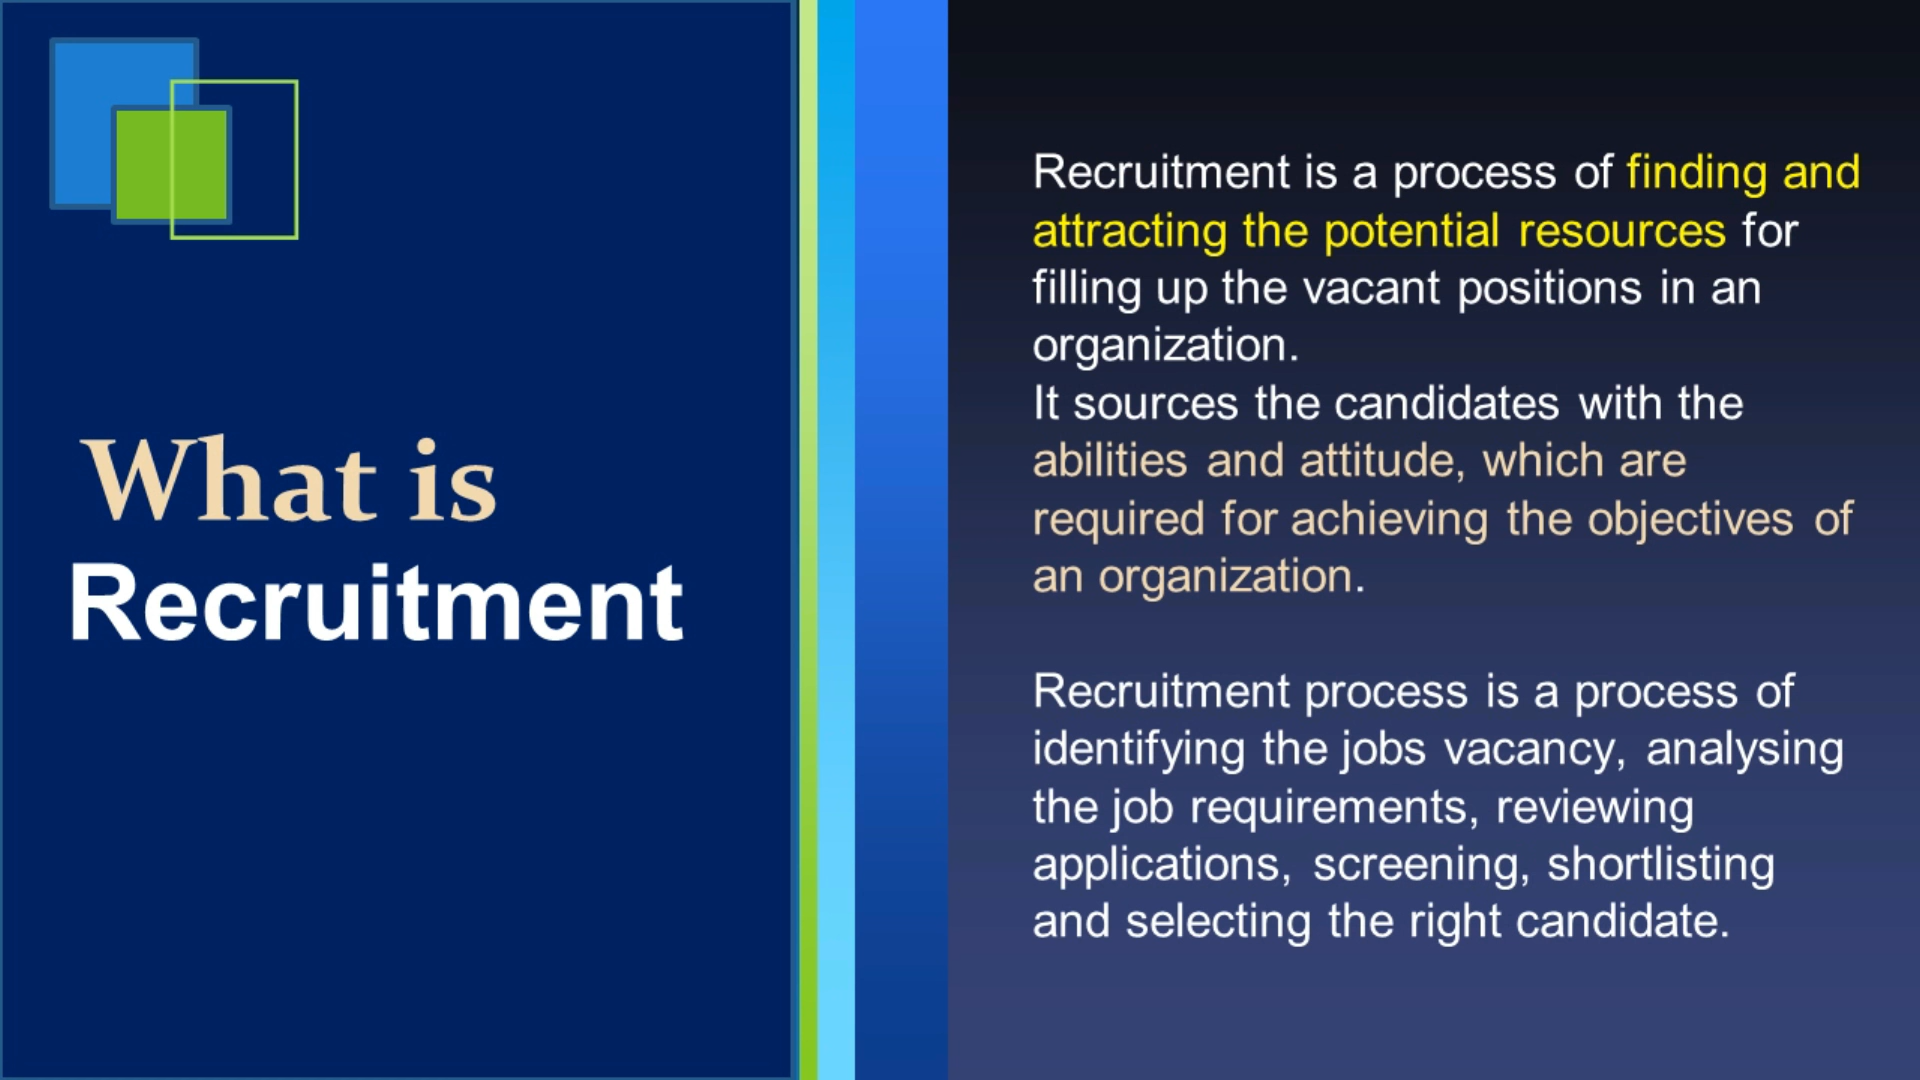 What is
Recruitment
Recruitment is a process of finding and
attracting the potential resources for
filling up the vacant positions in an
organization.
It sources the candidates with the
abilities and attitude, which are
required for achieving the objectives of
an organization.
Recruitment process is a process of
identifying the jobs vacancy, analysing
the job requirements, reviewing
applications, screening, shortlisting
and selecting the right candidate.